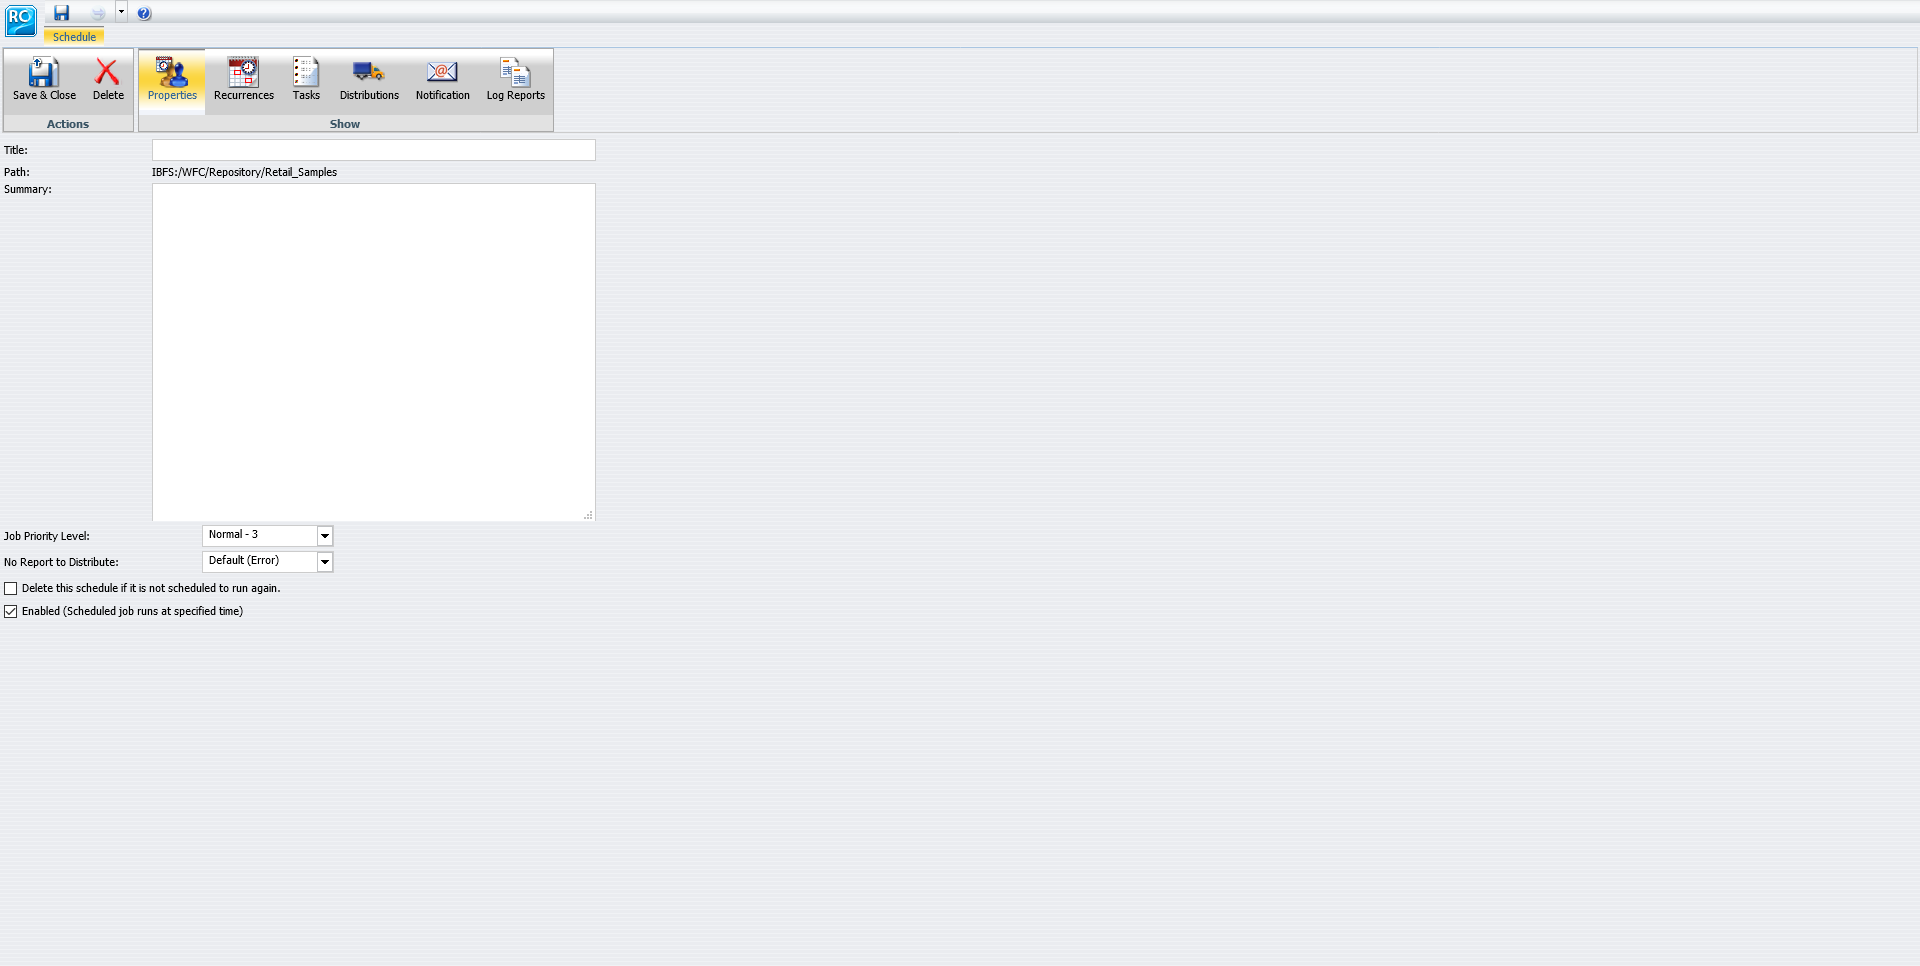 RC
Schedule
Save & Close
Delete
Properties
Recurrences
Tasks
Distributions
Notification
Log Reports
Actions
Show
Title:
Path:
IBFS:/WFC/Repository/Retail_Samples
Summary:
Job Priority Level:
Normal - 3
No Report to Distribute:
Default (Error)
Delete this schedule if it is not scheduled to run again.
Enabled (Scheduled job runs at specified time)